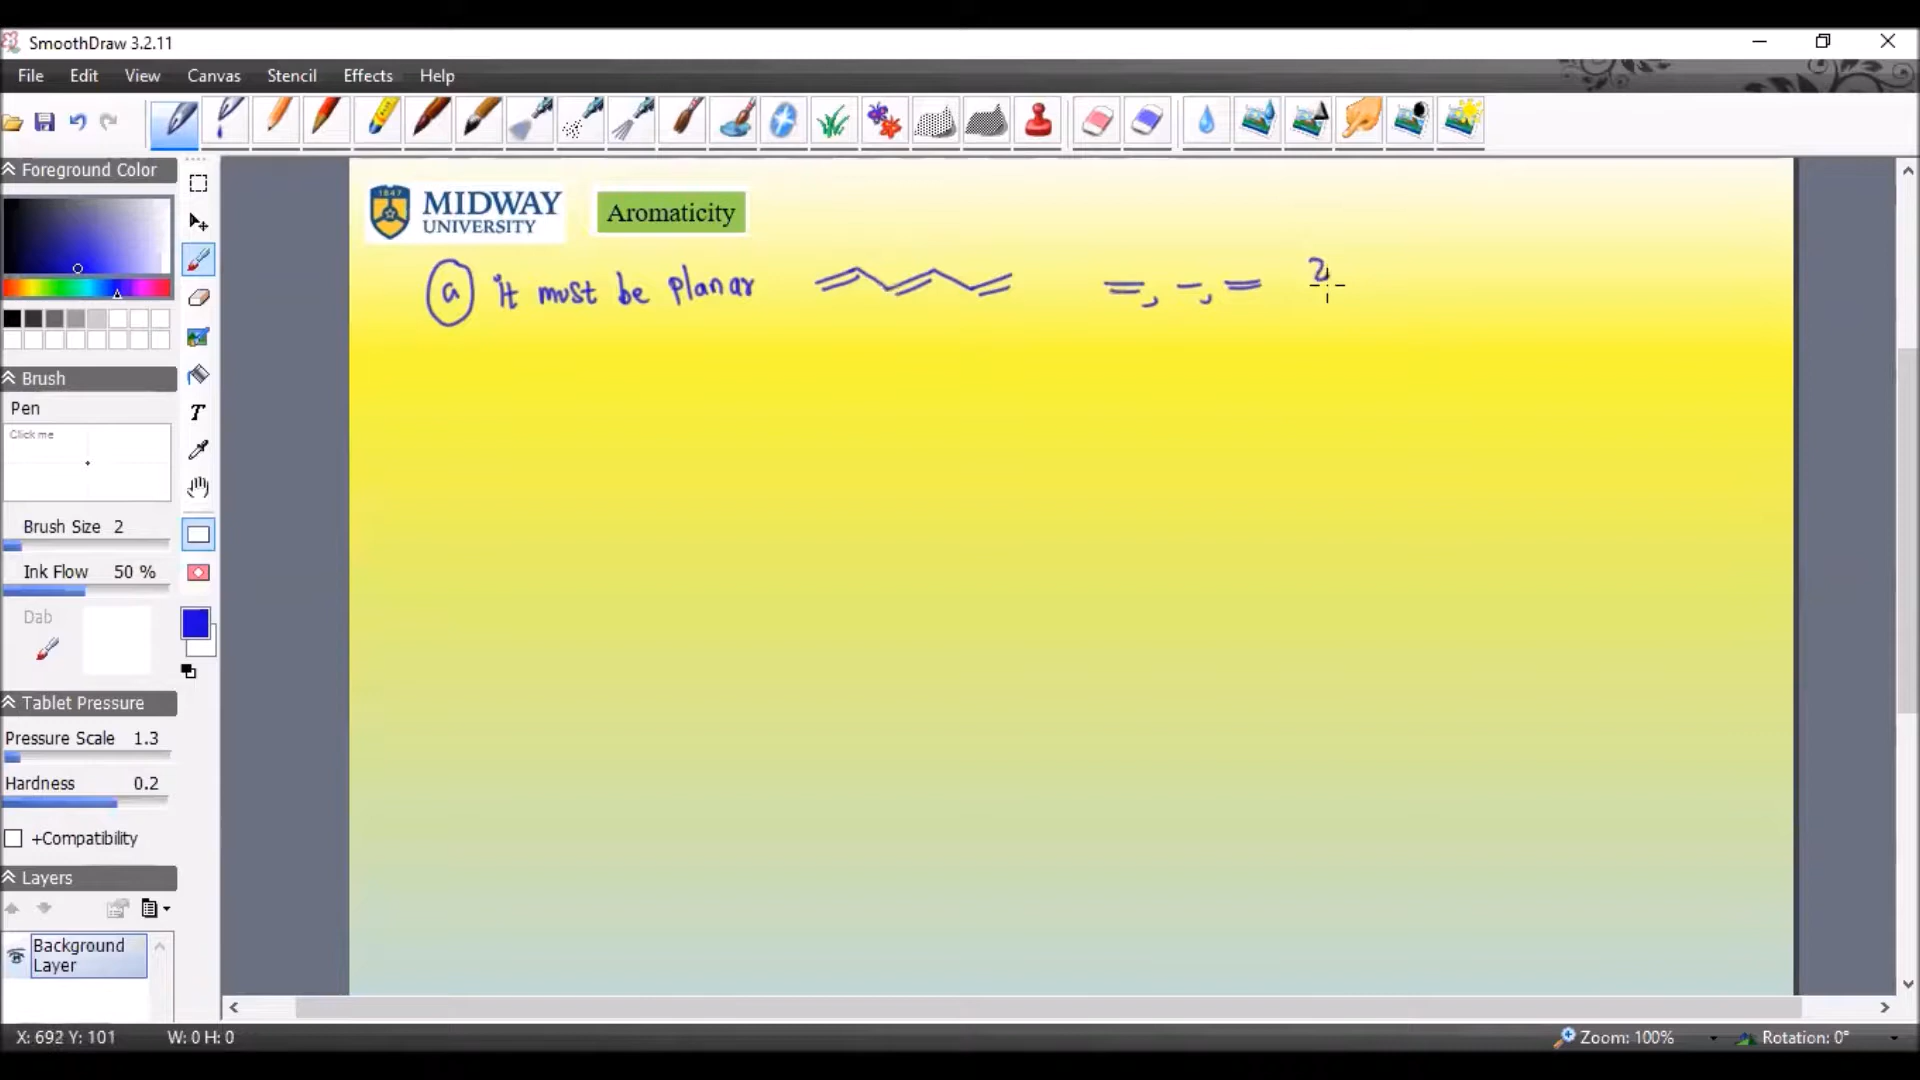 SmoothDraw 3.2.11
File Edit View Canvas Stencil Effects Help
Foreground Color
Brush
Pen
Click me
Brush Size 2
Ink Flow 50 %
Dab
Tablet Pressure
Pressure Scale 1.3
Hardness 0.2
+Compatibility
Layers
Background
Layer
1847
MIDWAY
UNIVERSITY
Aromaticity
a it must be planar =, -, = 2
X: 692 Y: 101 W: 0 H: 0 Zoom: 100% Rotation: 0°